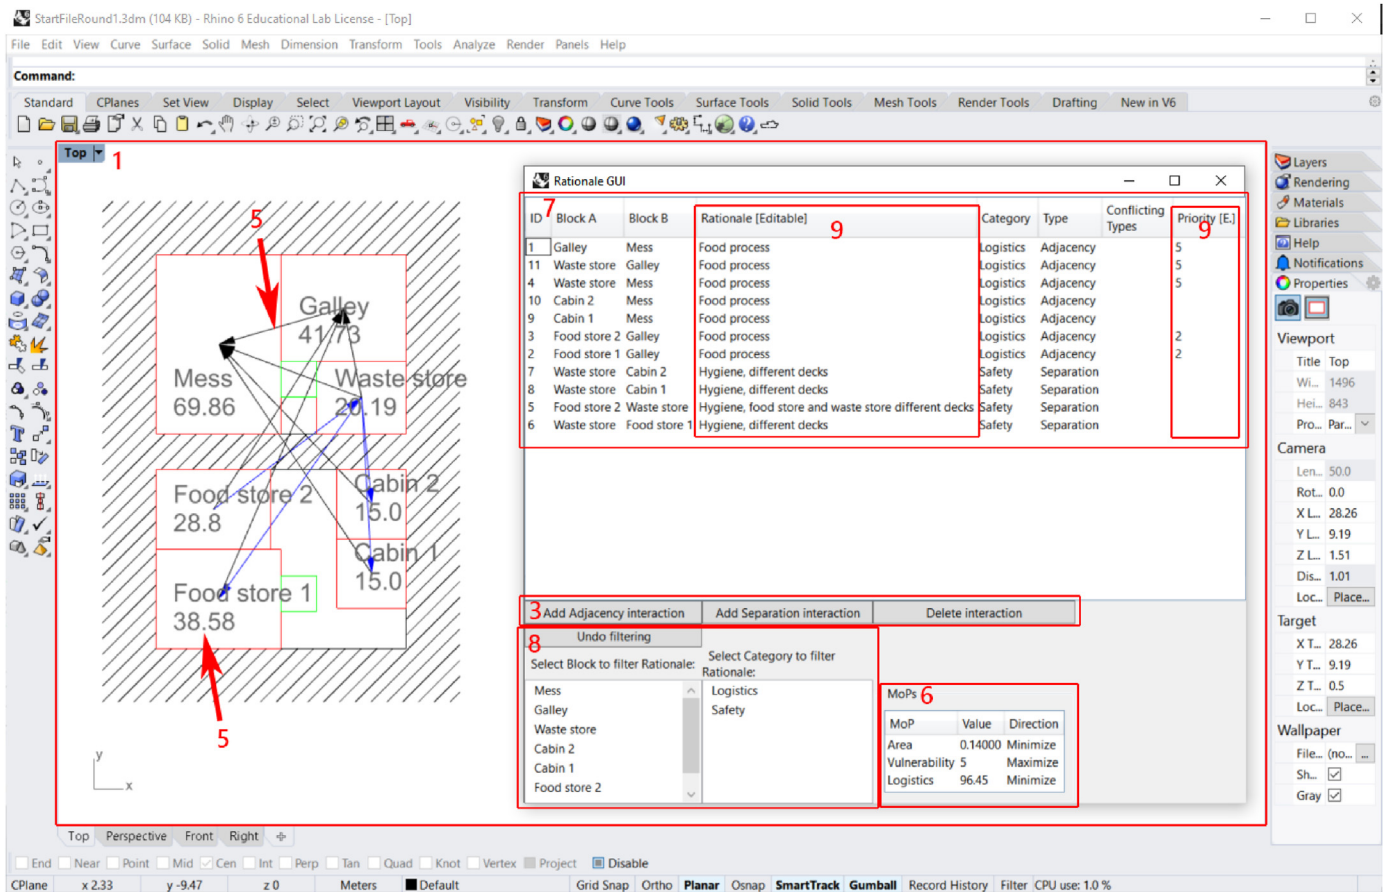 StartFileRound1.3dm (104 KB) - Rhino 6 Educational Lab License - [Top]
File Edit View Curve Surface Solid Mesh Dimension Transform Tools Analyze Render Panels Help
Command:
Standard CPlanes Set View Display Select Viewport Layout Visibility Transform Curve Tools Surface Tools Solid Tools Mesh Tools Render Tools Drafting New in V6
Top 1
5
Galley
41.73
Mess
69.86
Waste store
20.19
Food store 2
28.8
Cabin 2
15.0
Cabin 1
15.0
Food store 1
38.58
5
y
x
Rationale GUI
ID 7 Block A Block B Rationale [Editable] 9 Category Type Conflicting Types Priority [E.] 9
1 Galley Mess Food process Logistics Adjacency 5
11 Waste store Galley Food process Logistics Adjacency 5
4 Waste store Mess Food process Logistics Adjacency 5
10 Cabin 2 Mess Food process Logistics Adjacency
9 Cabin 1 Mess Food process Logistics Adjacency
3 Food store 2 Galley Food process Logistics Adjacency 2
2 Food store 1 Galley Food process Logistics Adjacency 2
7 Waste store Cabin 2 Hygiene, different decks Safety Separation
8 Waste store Cabin 1 Hygiene, different decks Safety Separation
5 Food store 2 Waste store Hygiene, food store and waste store different decks Safety Separation
6 Waste store Food store 1 Hygiene, different decks Safety Separation
3 Add Adjacency interaction Add Separation interaction Delete interaction
8 Undo filtering
Select Block to filter Rationale:
Mess
Galley
Waste store
Cabin 2
Cabin 1
Food store 2
Select Category to filter
Rationale:
Logistics
Safety
MoPs 6
MoP Value Direction
Area 0.14000 Minimize
Vulnerability 5 Maximize
Logistics 96.45 Minimize
Layers
Rendering
Materials
Libraries
Help
Notifications
Properties
Viewport
Title Top
Wi... 1496
Hei... 843
Pro... Par...
Camera
Len... 50.0
Rot... 0.0
X L... 28.26
Y L... 9.19
Z L... 1.51
Dis... 1.01
Loc... Place...
Target
X T... 28.26
Y T... 9.19
Z T... 0.5
Loc... Place...
Wallpaper
File... (no... ...
Sh...
Gray
Top Perspective Front Right
End Near Point Mid Cen Int Perp Tan Quad Knot Vertex Project Disable
CPlane x 2.33 y -9.47 z 0 Meters Default Grid Snap Ortho Planar Osnap SmartTrack Gumball Record History Filter CPU use: 1.0 %